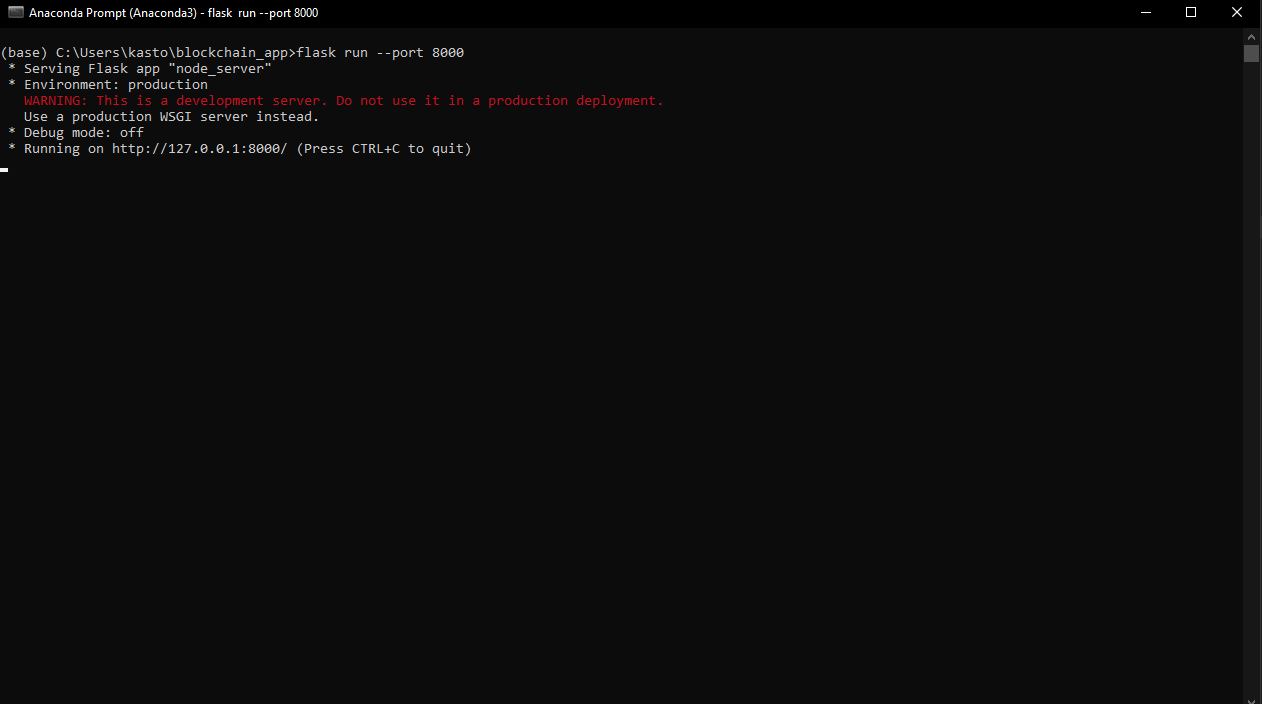 Anaconda Prompt (Anaconda3) - flask  run --port 8000
(base) C:\Users\kasto\blockchain_app>flask run --port 8000
 * Serving Flask app "node_server"
 * Environment: production
   WARNING: This is a development server. Do not use it in a production deployment.
   Use a production WSGI server instead.
 * Debug mode: off
 * Running on http://127.0.0.1:8000/ (Press CTRL+C to quit)